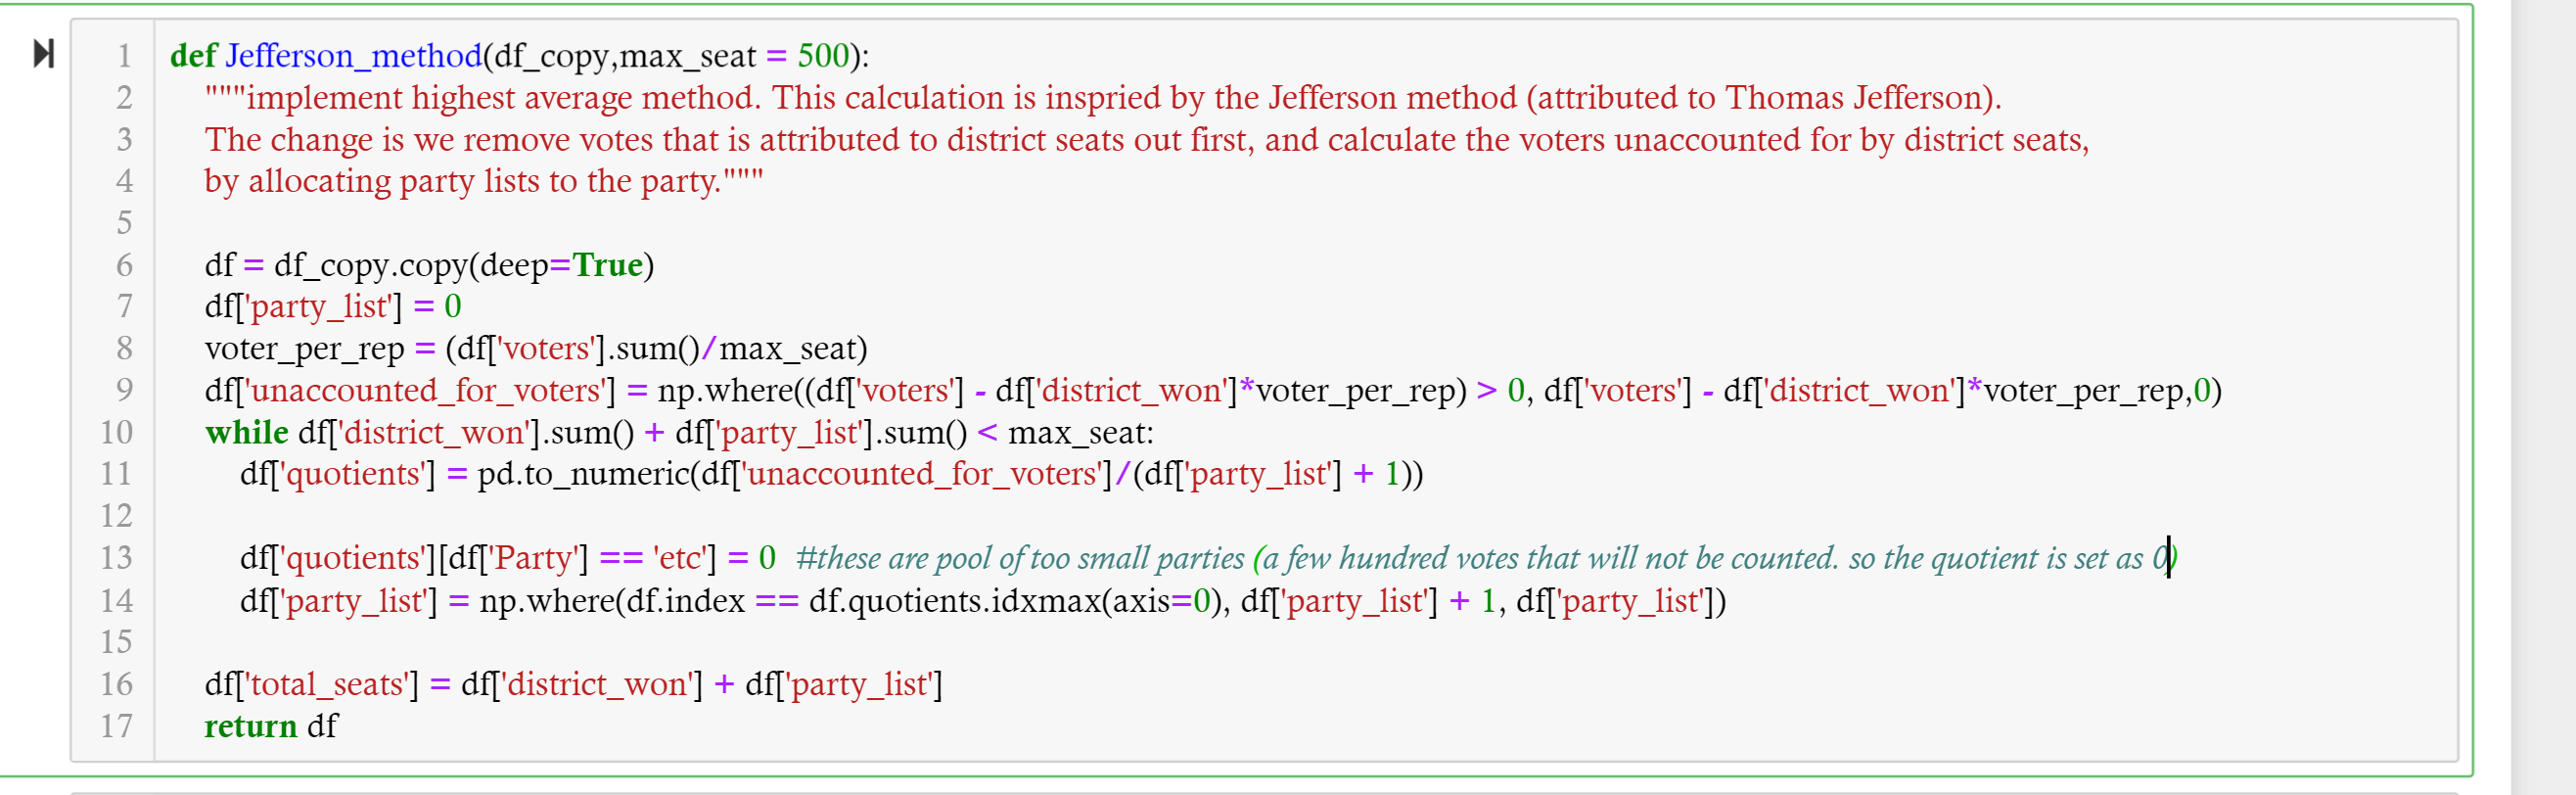 1 def Jefferson_method(df_copy,max_seat = 500):
2 """implement highest average method. This calculation is inspried by the Jefferson method (attributed to Thomas Jefferson).
3 The change is we remove votes that is attributed to district seats out first, and calculate the voters unaccounted for by district seats,
4 by allocating party lists to the party."""
5
6 df = df_copy.copy(deep=True)
7 df['party_list'] = 0
8 voter_per_rep = (df['voters'].sum()/max_seat)
9 df['unaccounted_for_voters'] = np.where((df['voters'] - df['district_won']*voter_per_rep) > 0, df['voters'] - df['district_won']*voter_per_rep,0)
10 while df['district_won'].sum() + df['party_list'].sum() < max_seat:
11 df['quotients'] = pd.to_numeric(df['unaccounted_for_voters']/(df['party_list'] + 1))
12
13 df['quotients'][df['Party'] == 'etc'] = 0 #these are pool of too small parties (a few hundred votes that will not be counted. so the quotient is set as 0)
14 df['party_list'] = np.where(df.index == df.quotients.idxmax(axis=0), df['party_list'] + 1, df['party_list'])
15
16 df['total_seats'] = df['district_won'] + df['party_list']
17 return df